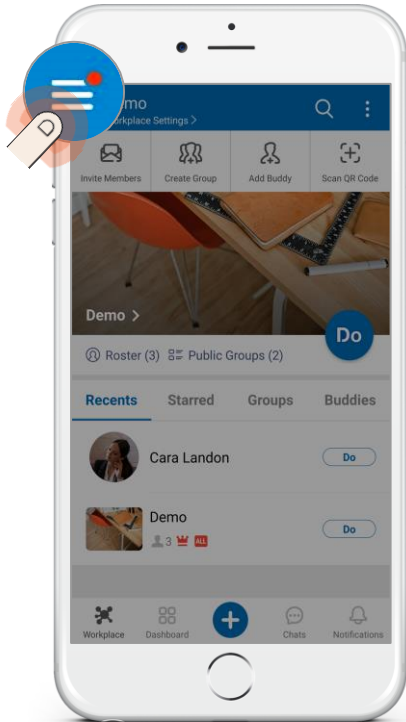 Demo
Workplace Settings >
Invite Members Create Group Add Buddy Scan QR Code
Demo >
Do
Roster (3) Public Groups (2)
Recents Starred Groups Buddies
Cara Landon Do
Demo
3 ALL Do
Workplace Dashboard Chats Notifications